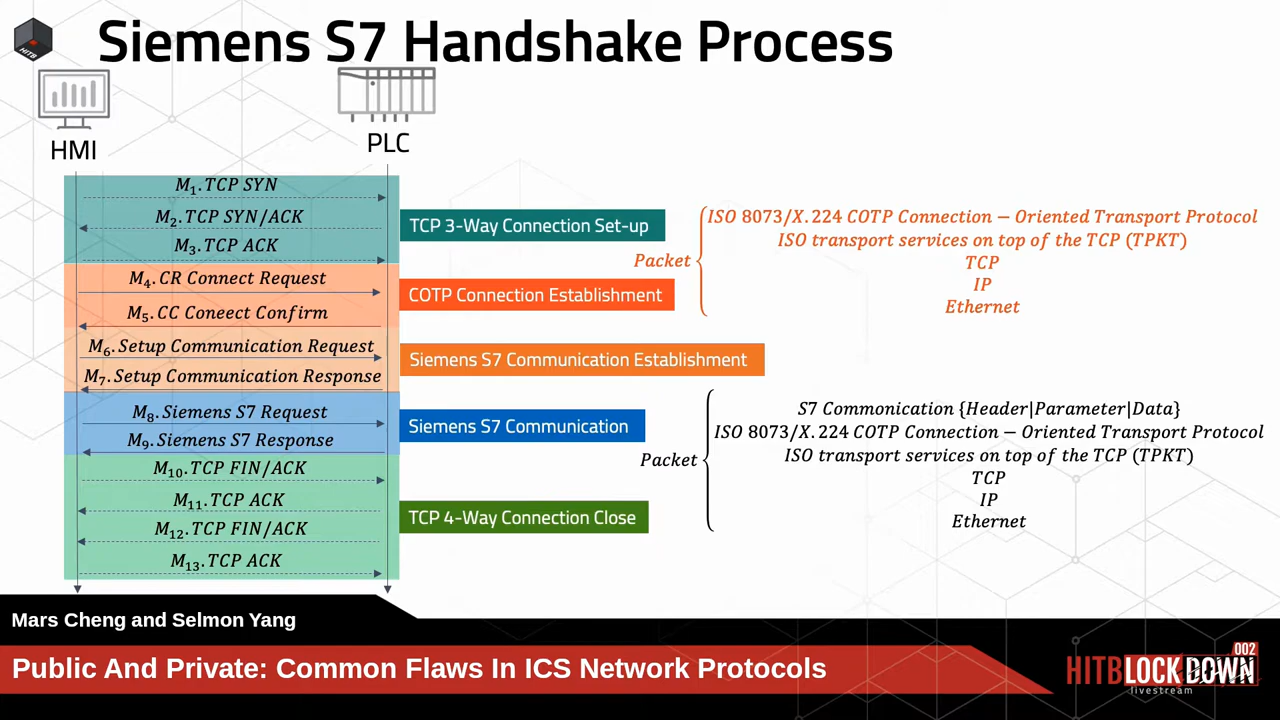 Siemens S7 Handshake Process
HITB
HMI
PLC
M₁.TCP SYN
M₂.TCP SYN/ACK
M₃.TCP ACK
TCP 3-Way Connection Set-up
M₄.CR Connect Request
M₅.CC Coneect Confirm
COTP Connection Establishment
M₆.Setup Communication Request
M₇.Setup Communication Response
Siemens S7 Communication Establishment
M₈.Siemens S7 Request
M₉.Siemens S7 Response
Siemens S7 Communication
M₁₀.TCP FIN/ACK
M₁₁.TCP ACK
M₁₂.TCP FIN/ACK
M₁₃.TCP ACK
TCP 4-Way Connection Close
Packet
ISO 8073/X.224 COTP Connection − Oriented Transport Protocol
ISO transport services on top of the TCP (TPKT)
TCP
IP
Ethernet
Packet
S7 Commonication {Header|Parameter|Data}
ISO 8073/X.224 COTP Connection − Oriented Transport Protocol
ISO transport services on top of the TCP (TPKT)
TCP
IP
Ethernet
Mars Cheng and Selmon Yang
Public And Private: Common Flaws In ICS Network Protocols
002
HITBLOCKDOWN
livestream